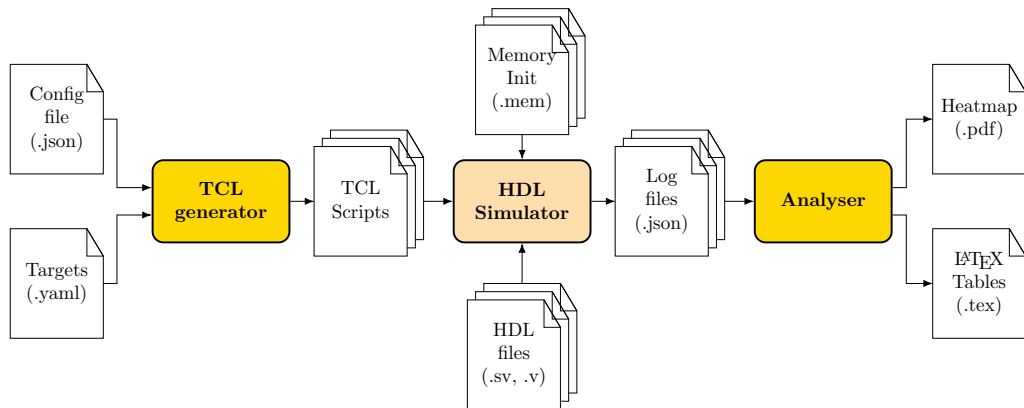 Config
file
(.json)
Targets
(.yaml)
TCL
generator
TCL
Scripts
Memory
Init
(.mem)
HDL
Simulator
HDL
files
(.sv, .v)
Log
files
(.json)
Analyser
Heatmap
(.pdf)
LATEX
Tables
(.tex)